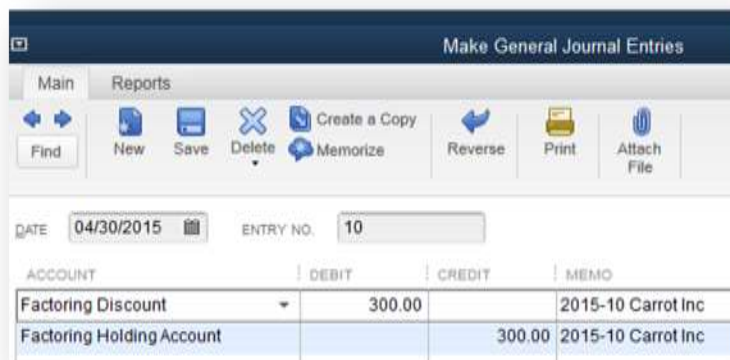 Make General Journal Entries
Main Reports
Find New Save Delete Create a Copy Memorize Reverse Print Attach File
DATE 04/30/2015 ENTRY NO. 10
ACCOUNT DEBIT CREDIT MEMO
Factoring Discount 300.00 2015-10 Carrot Inc
Factoring Holding Account 300.00 2015-10 Carrot Inc